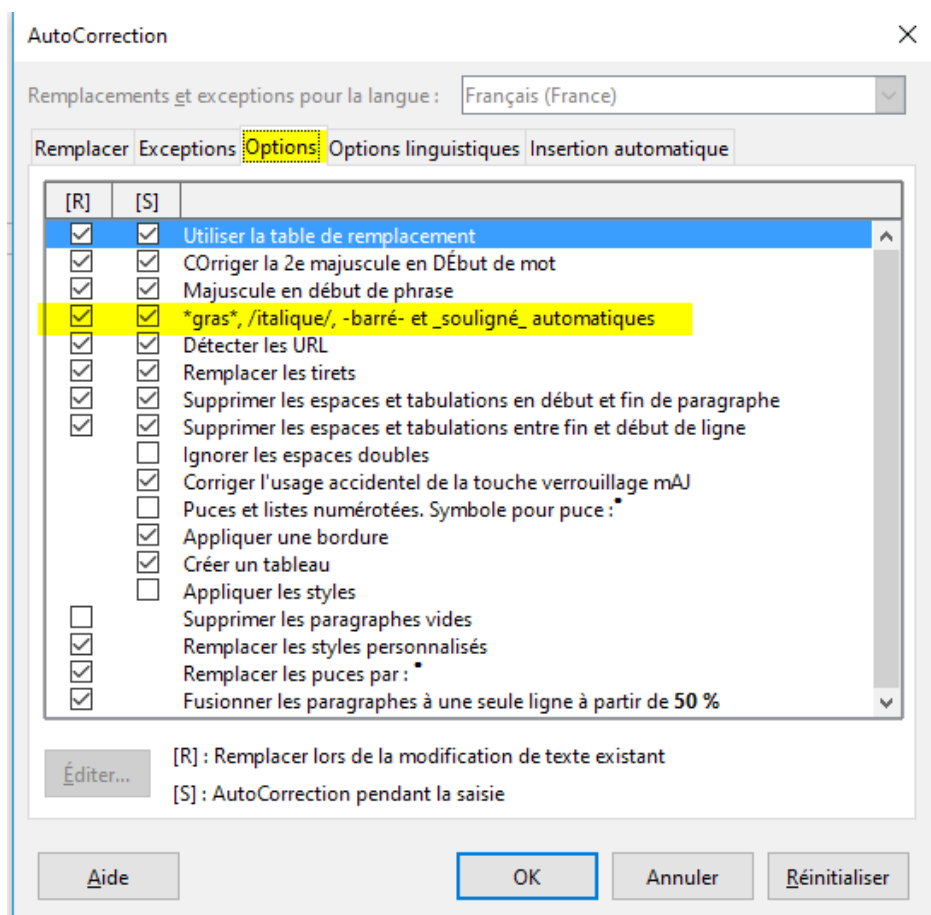 AutoCorrection
Remplacements et exceptions pour la langue : Français (France)
Remplacer Exceptions Options Options linguistiques Insertion automatique
[R] [S]
Utiliser la table de remplacement
COrriger la 2e majuscule en DÉbut de mot
Majuscule en début de phrase
*gras*, /italique/, -barré- et _souligné_ automatiques
Détecter les URL
Remplacer les tirets
Supprimer les espaces et tabulations en début et fin de paragraphe
Supprimer les espaces et tabulations entre fin et début de ligne
Ignorer les espaces doubles
Corriger l'usage accidentel de la touche verrouillage mAJ
Puces et listes numérotées. Symbole pour puce : •
Appliquer une bordure
Créer un tableau
Appliquer les styles
Supprimer les paragraphes vides
Remplacer les styles personnalisés
Remplacer les puces par : •
Fusionner les paragraphes à une seule ligne à partir de 50 %
Éditer...
[R] : Remplacer lors de la modification de texte existant
[S] : AutoCorrection pendant la saisie
Aide OK Annuler Réinitialiser